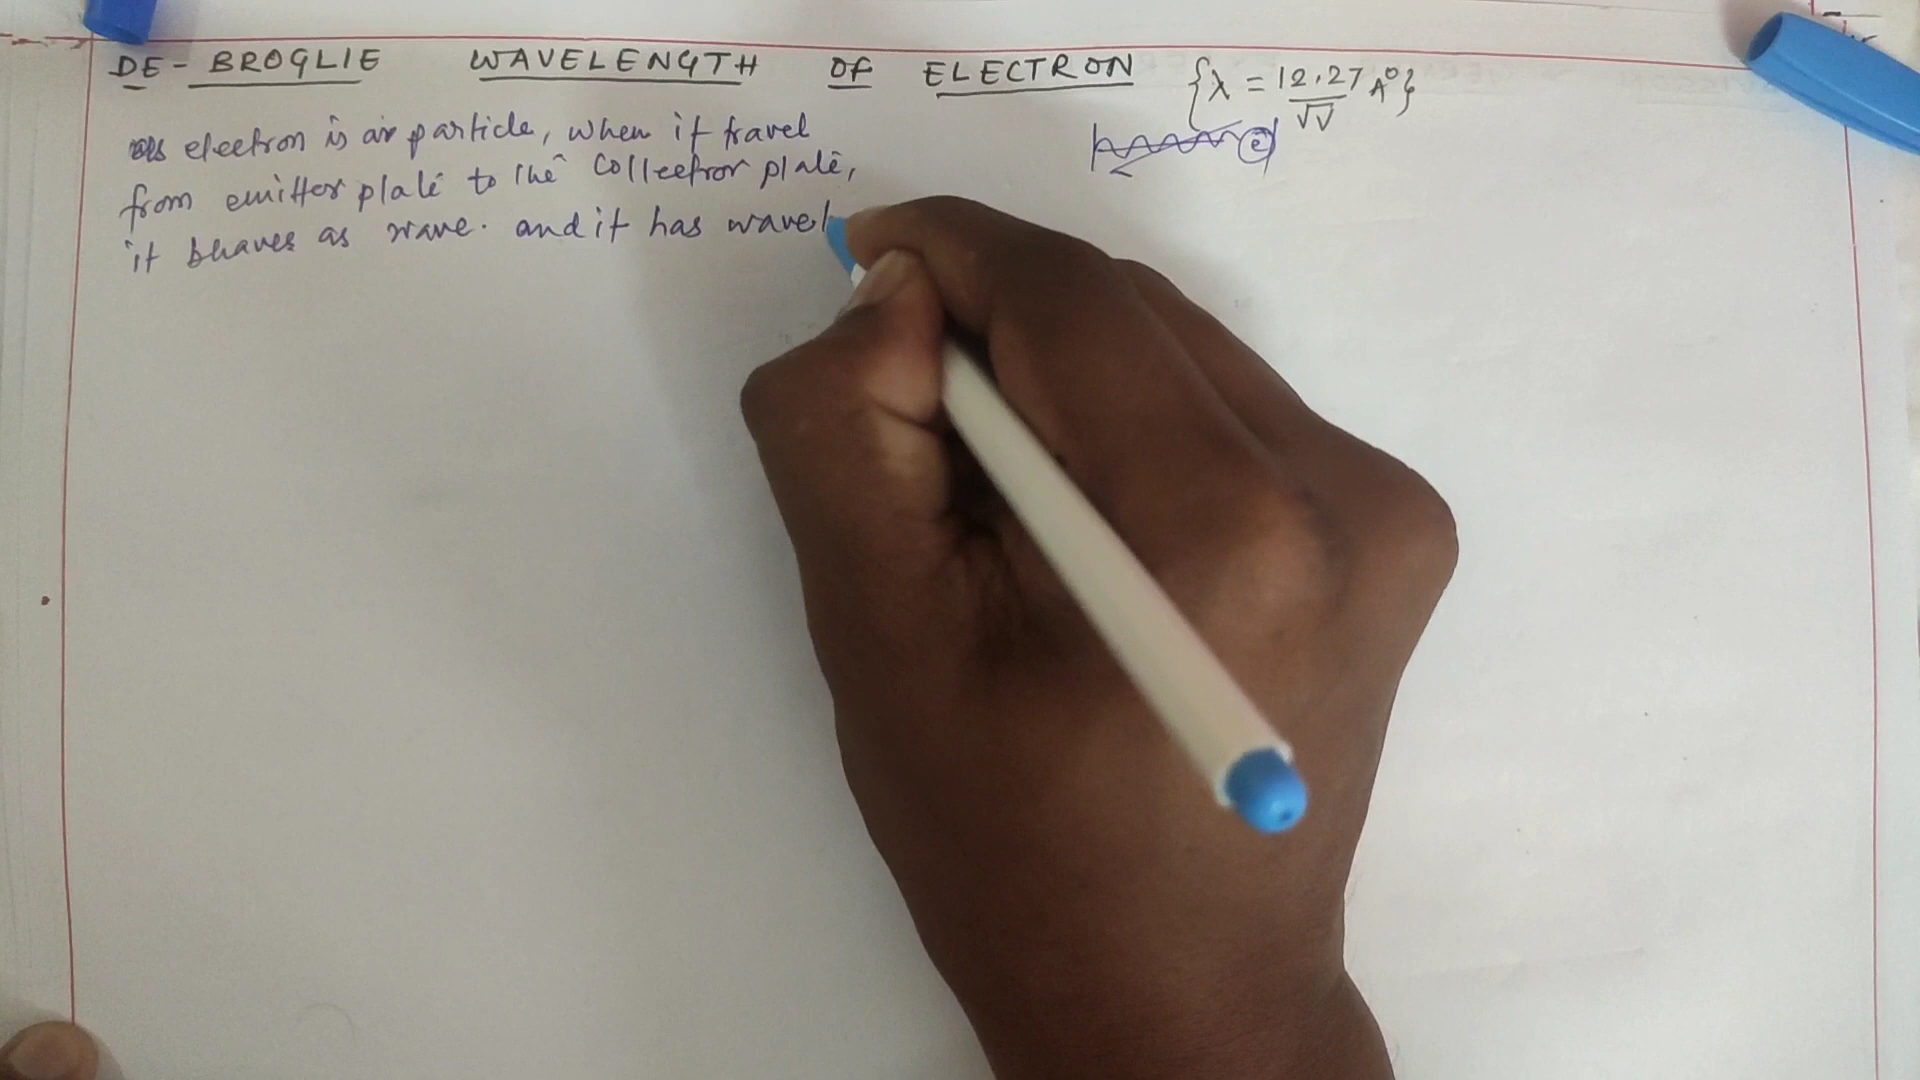 DE-BROGLIE WAVELENGTH OF ELECTRON {λ = 12.27/√V A°}
electron is an particle, when it travel
from emitter plate to the collector plate,
it bhaves as wave. and it has wavel
e